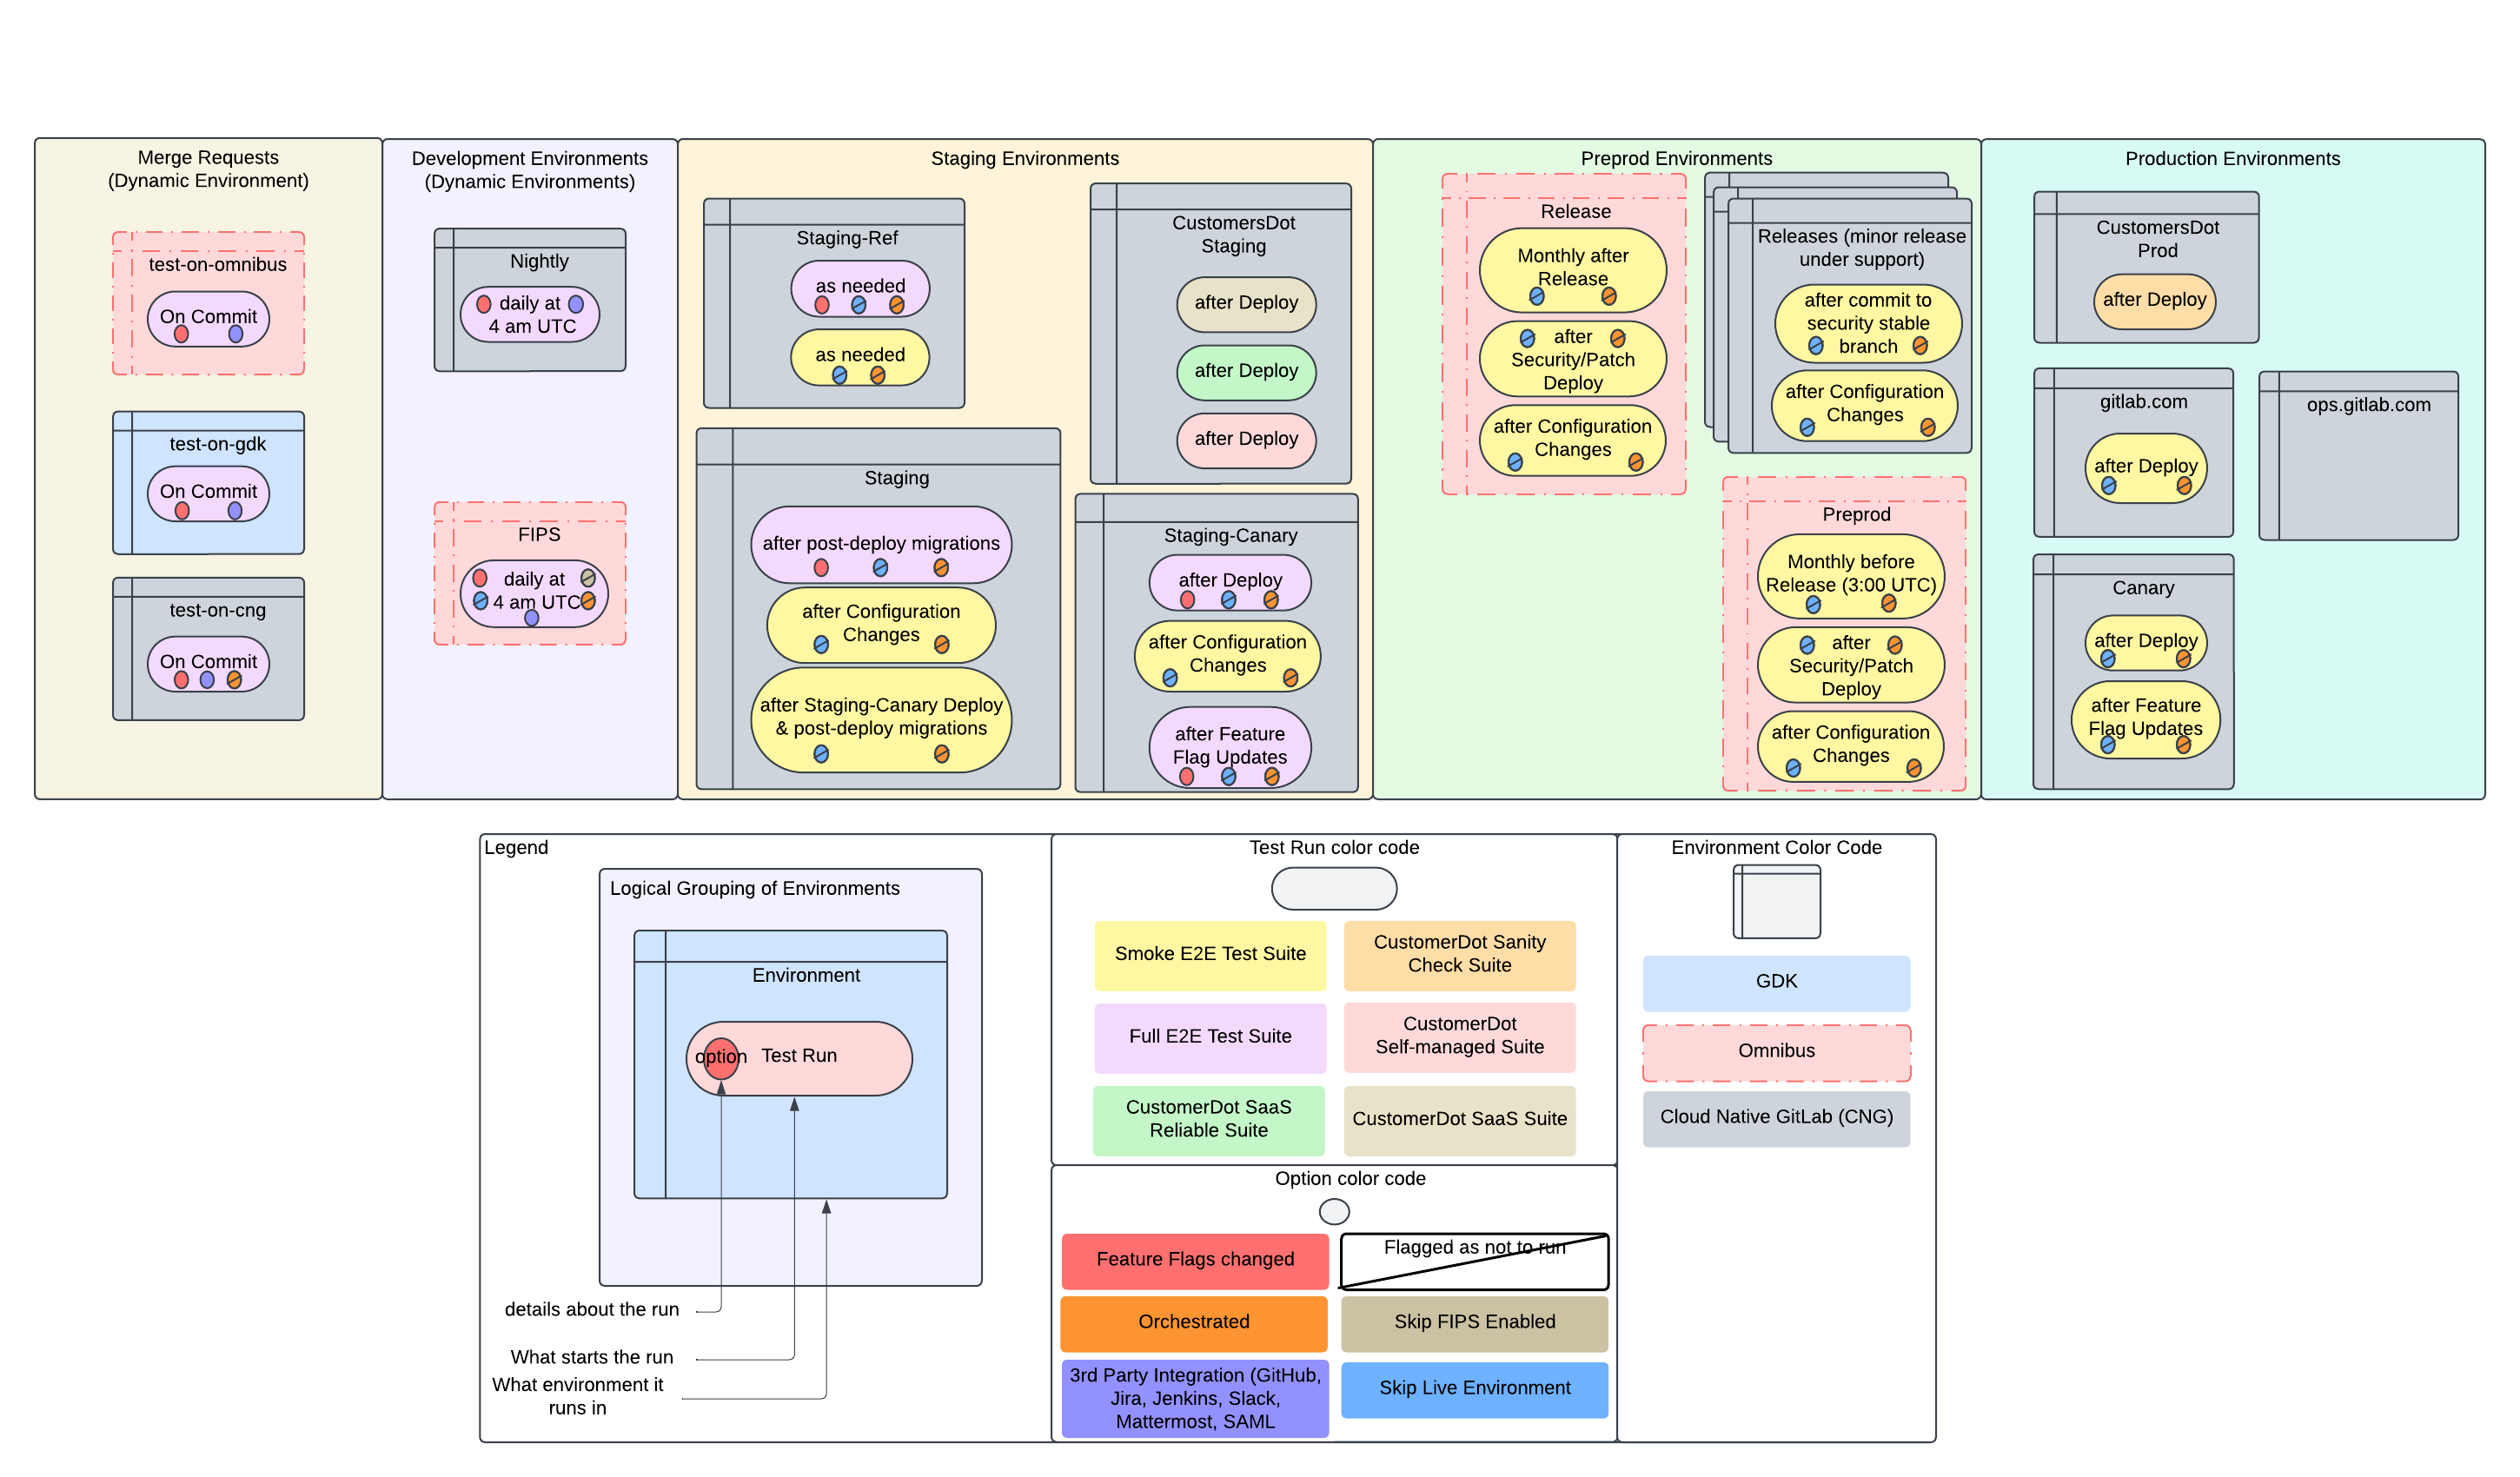 Merge Requests
(Dynamic Environment)
test-on-omnibus
On Commit
test-on-gdk
On Commit
test-on-cng
On Commit
Development Environments
(Dynamic Environments)
Nightly
daily at
4 am UTC
FIPS
daily at
4 am UTC
Staging Environments
Staging-Ref
as needed
as needed
CustomersDot
Staging
after Deploy
after Deploy
after Deploy
Staging
after post-deploy migrations
after Configuration
Changes
after Staging-Canary Deploy
& post-deploy migrations
Staging-Canary
after Deploy
after Configuration
Changes
after Feature
Flag Updates
Preprod Environments
Release
Monthly after
Release
after
Security/Patch
Deploy
after Configuration
Changes
Releases (minor release
under support)
after commit to
security stable
branch
after Configuration
Changes
Preprod
Monthly before
Release (3:00 UTC)
after
Security/Patch
Deploy
after Configuration
Changes
Production Environments
CustomersDot
Prod
after Deploy
gitlab.com
after Deploy
ops.gitlab.com
Canary
after Deploy
after Feature
Flag Updates
Legend
Logical Grouping of Environments
Environment
option
Test Run
details about the run
What starts the run
What environment it
runs in
Test Run color code
Smoke E2E Test Suite
CustomerDot Sanity
Check Suite
Full E2E Test Suite
CustomerDot
Self-managed Suite
CustomerDot SaaS
Reliable Suite
CustomerDot SaaS Suite
Option color code
Feature Flags changed
Flagged as not to run
Orchestrated
Skip FIPS Enabled
3rd Party Integration (GitHub,
Jira, Jenkins, Slack,
Mattermost, SAML
Skip Live Environment
Environment Color Code
GDK
Omnibus
Cloud Native GitLab (CNG)